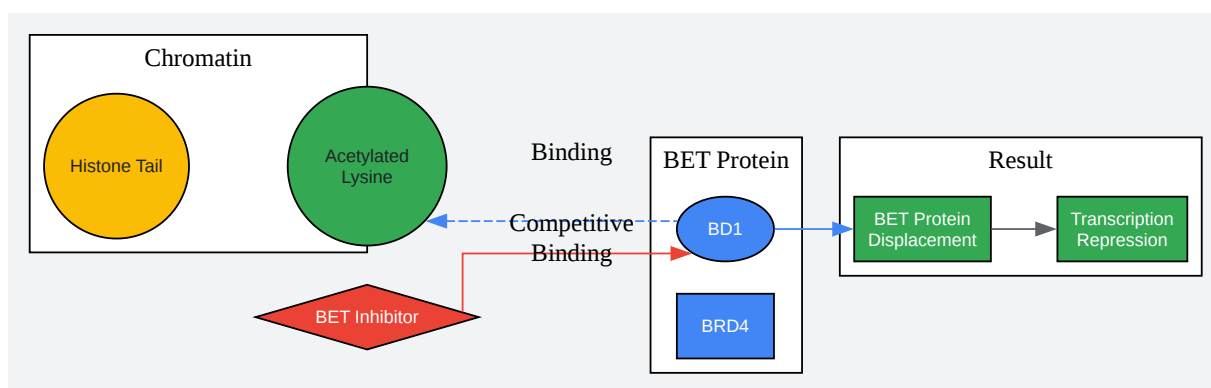 Chromatin
Histone Tail
Acetylated
Lysine
Binding
Competitive
Binding
BET Inhibitor
BET Protein
BD1
BRD4
Result
BET Protein
Displacement
Transcription
Repression